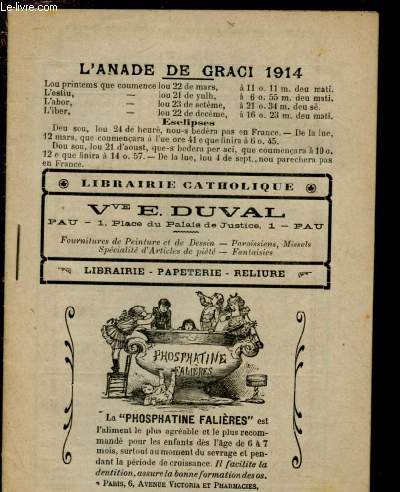 Le-livre.fr
L'ANADE DE GRACI 1914
Lou printems que coumence lou 22 de mars, à 11 o. 11 m. deu mati.
L'estiu, — lou 21 de yulh, à 6 o. 55 m. deu mati.
L'abor, — lou 23 de setéme, à 21 o. 34 m. deu sé.
L'iber, — lou 22 de decéme, à 16 o. 23 m. deu mati.
Esclipses
Deu sou, lou 24 de heurè, nou-s bedéra pas en France. — De la lue,
12 mars, que coumençara à l'ue ore 41 e que finira à 6 o. 45.
Dou sou, lou 21 d'aoust, que-s bedera per aci, que coumençara à 10 o.
12 e que finira à 14 o. 57. — De la lue, lou 4 de sept., nou parechera pas
en France.
LIBRAIRIE CATHOLIQUE
Vve E. DUVAL
PAU — 1, Place du Palais de Justice, 1 — PAU
Fournitures de Peinture et de Dessin — Paroissiens, Missels
Spécialité d'Articles de piété — Fantaisies
LIBRAIRIE - PAPETERIE - RELIURE
PHOSPHATINE
FALIÈRES
La "PHOSPHATINE FALIÈRES" est
l'aliment le plus agréable et le plus recom-
mandé pour les enfants dès l'âge de 6 à 7
mois, surtout au moment du sevrage et pen-
dant la période de croissance. Il facilite la
dentition, assure la bonne formation des os.
PARIS, 6, AVENUE VICTORIA ET PHARMACIES,